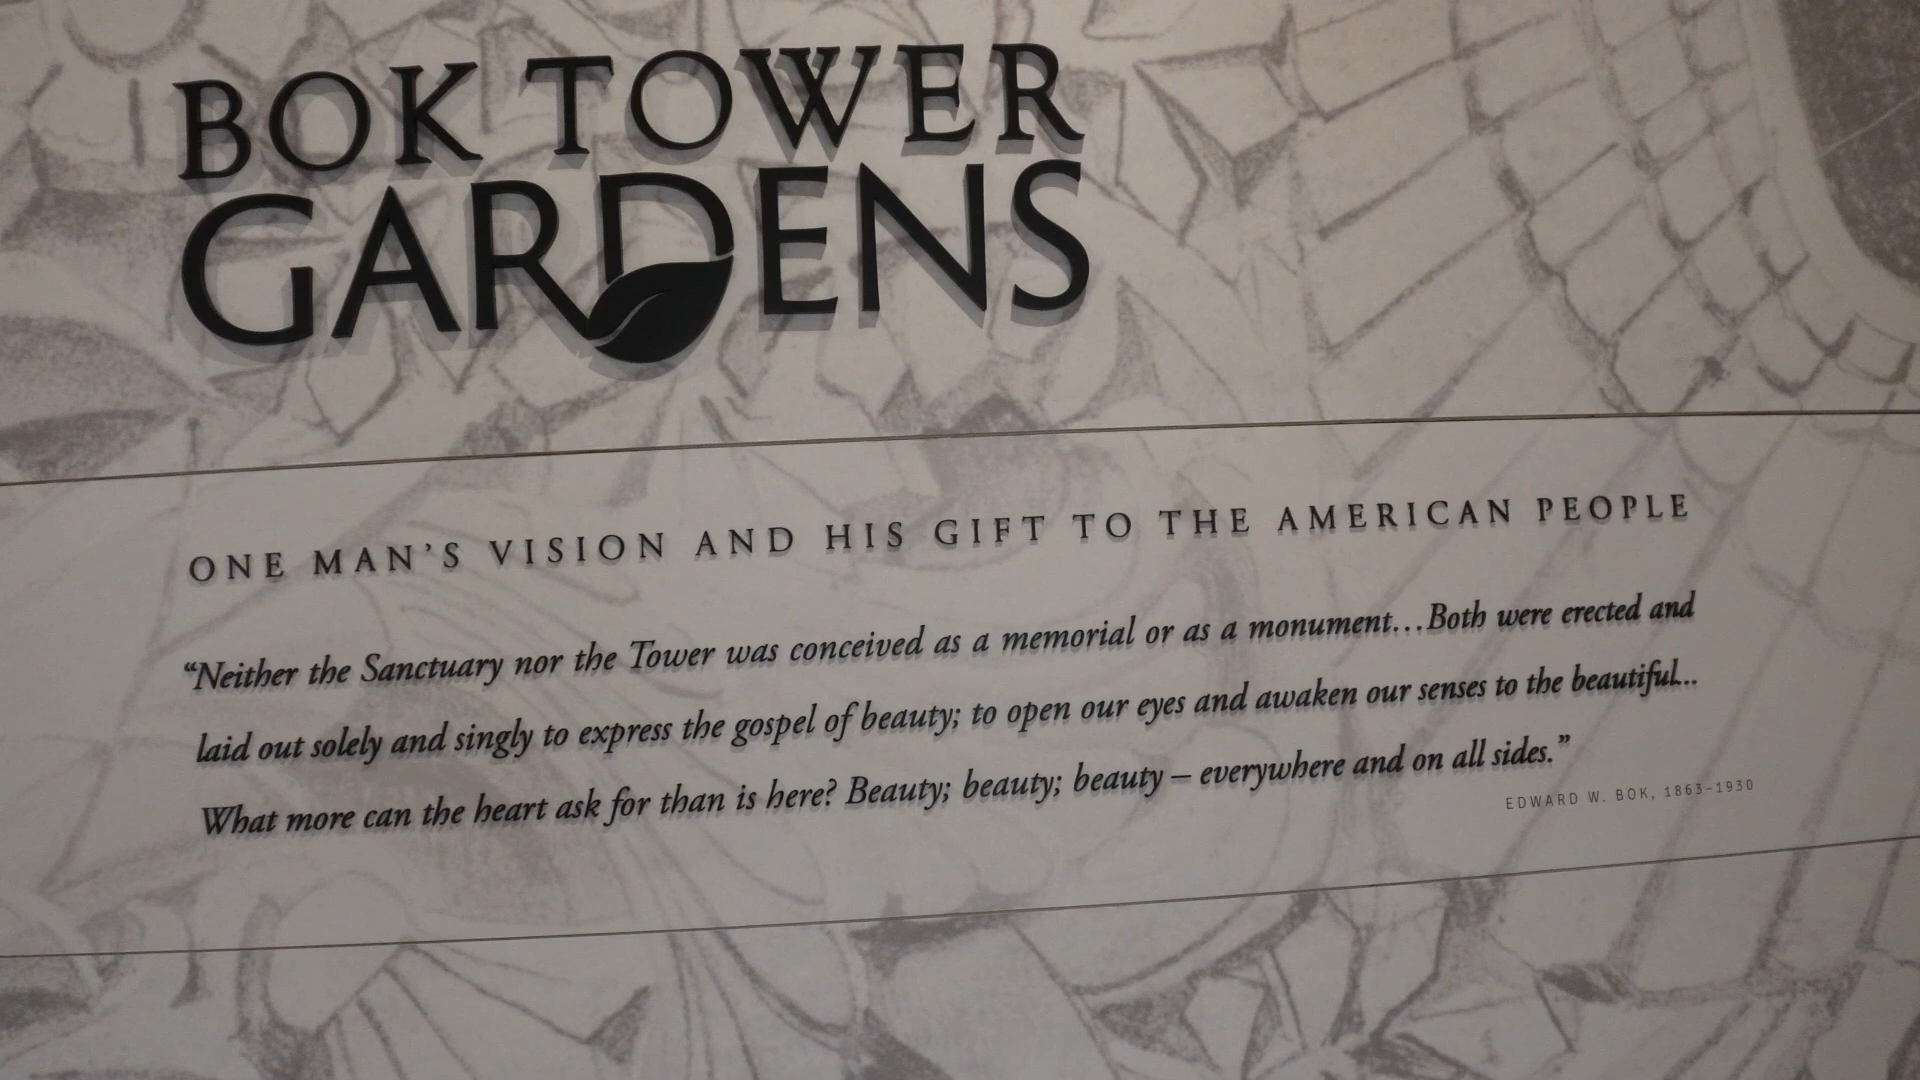 BOK TOWER
GARDENS
ONE MAN’S VISION AND HIS GIFT TO THE AMERICAN PEOPLE
“Neither the Sanctuary nor the Tower was conceived as a memorial or as a monument…Both were erected and
laid out solely and singly to express the gospel of beauty; to open our eyes and awaken our senses to the beautiful...
What more can the heart ask for than is here? Beauty; beauty; beauty – everywhere and on all sides.”
EDWARD W. BOK, 1863–1930